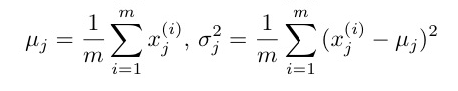 μ_j = \frac{1}{m} \sum_{i=1}^{m} x_j^{(i)}, σ_j^2 = \frac{1}{m} \sum_{i=1}^{m} (x_j^{(i)} − μ_j)^2